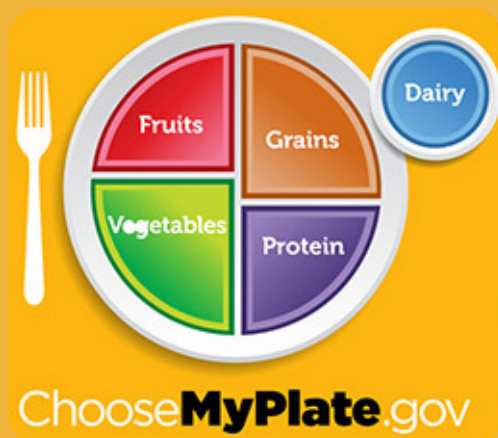 Fruits
Grains
Dairy
Vegetables
Protein
ChooseMyPlate.gov